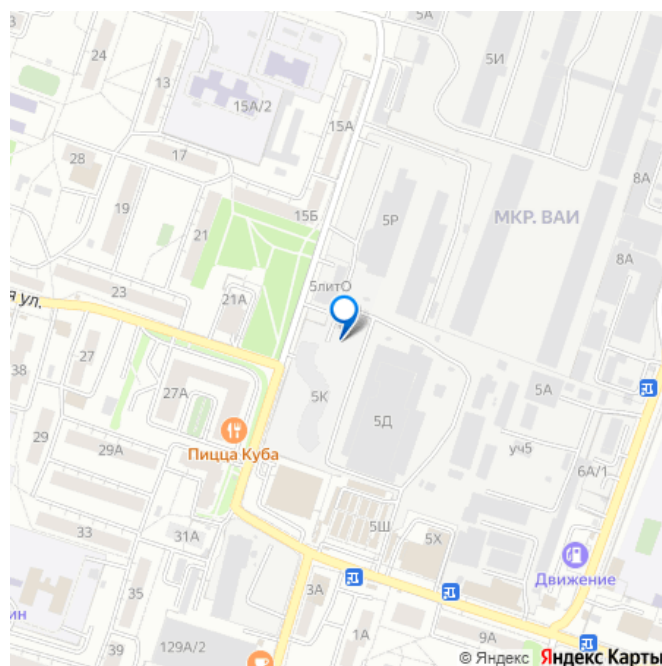 5А
24
5И
13
15А/2
15А
17
28
8А
5Р
19
15Б
МКР. ВАИ
21
8А
5литО
23
21А
я ул.
27
38
5А
27А
5К
5Д
29
29А
Пицца Куба
уч5
6А/1
33
5Ш
31А
5Х
Движение
ин
35
3А
1А
39
129А/2
9А
© Яндекс Яндекс Карты